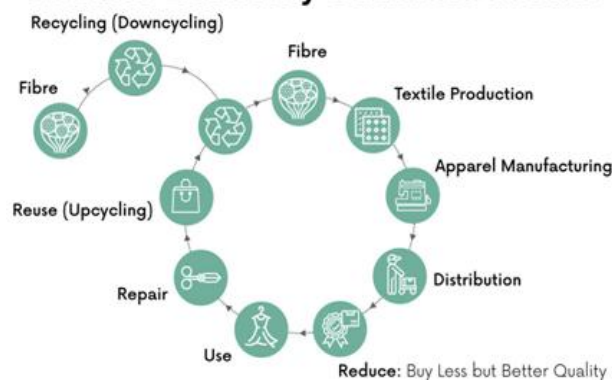 Recycling (Downcycling)
Fibre
Fibre
Textile Production
Apparel Manufacturing
Reuse (Upcycling)
Distribution
Repair
Use
Reduce: Buy Less but Better Quality